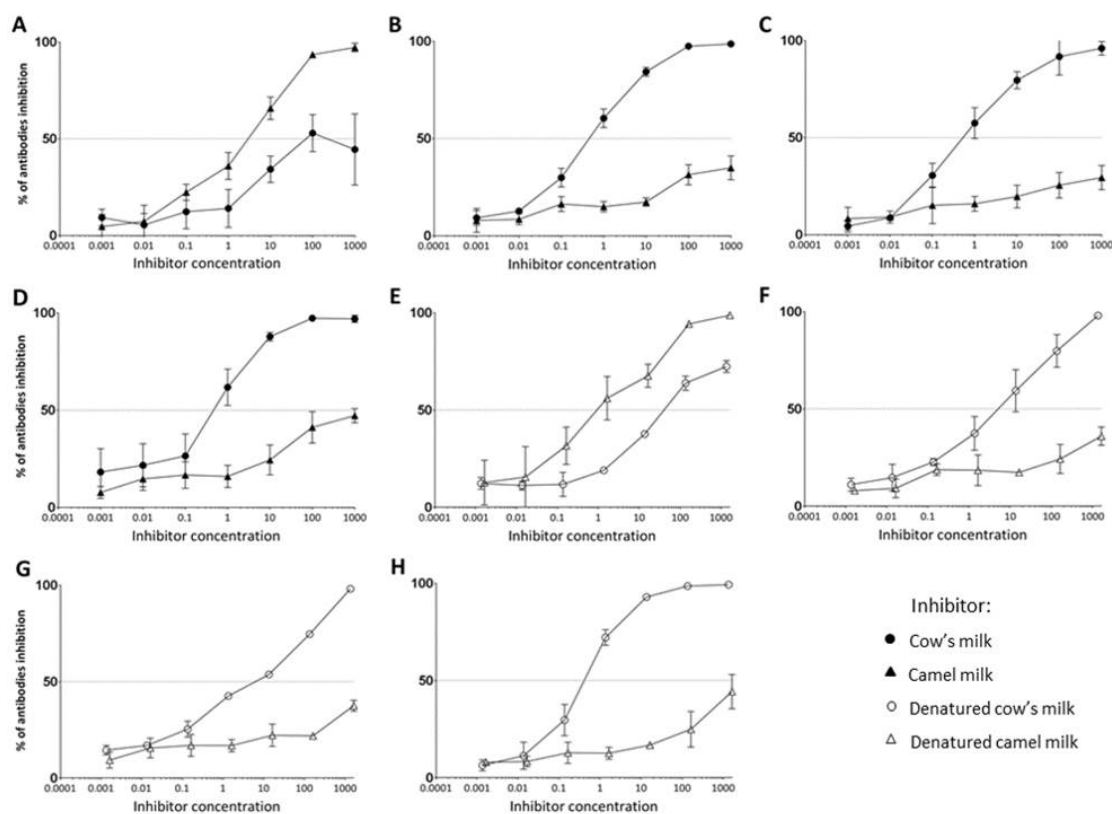 A
B
C
100
50
0
0.0001 0.001 0.01 0.1 1 10 100 1000
Inhibitor concentration
% of antibodies inhibition
100
50
0
0.0001 0.001 0.01 0.1 1 10 100 1000
Inhibitor concentration
100
50
0
0.0001 0.001 0.01 0.1 1 10 100 1000
Inhibitor concentration
D
E
F
100
50
0
0.0001 0.001 0.01 0.1 1 10 100 1000
Inhibitor concentration
% of antibodies inhibition
100
50
0
0.0001 0.001 0.01 0.1 1 10 100 1000
Inhibitor concentration
100
50
0
0.0001 0.001 0.01 0.1 1 10 100 1000
Inhibitor concentration
G
H
100
50
0
0.0001 0.001 0.01 0.1 1 10 100 1000
Inhibitor concentration
% of antibodies inhibition
100
50
0
0.0001 0.001 0.01 0.1 1 10 100 1000
Inhibitor concentration
Inhibitor:
Cow's milk
Camel milk
Denatured cow's milk
Denatured camel milk